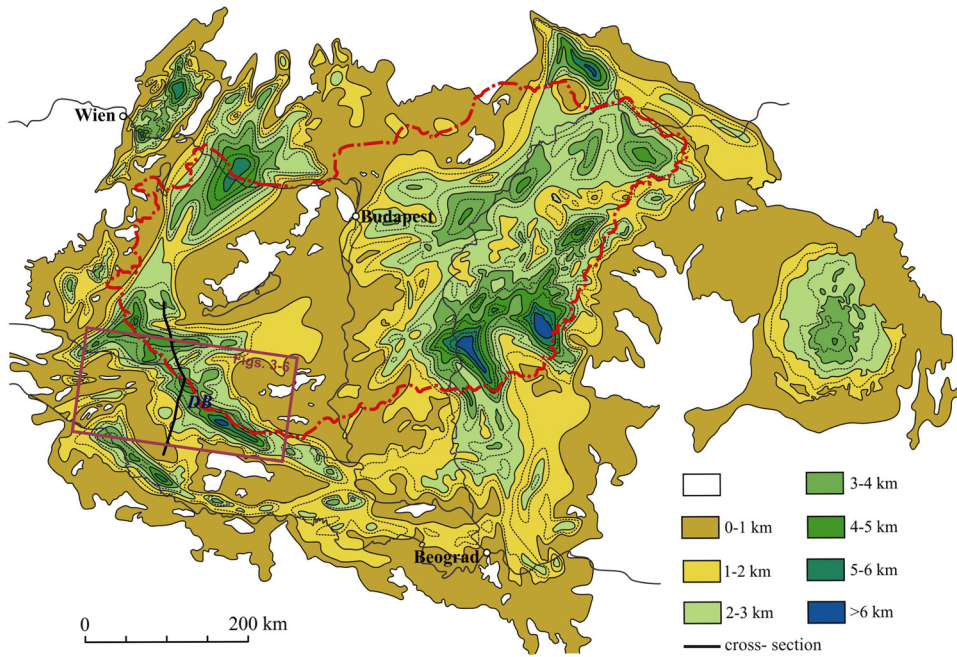 Wien
Budapest
Figs. 3-6
DB
Beograd
0-1 km
1-2 km
2-3 km
3-4 km
4-5 km
5-6 km
>6 km
cross- section
0 200 km